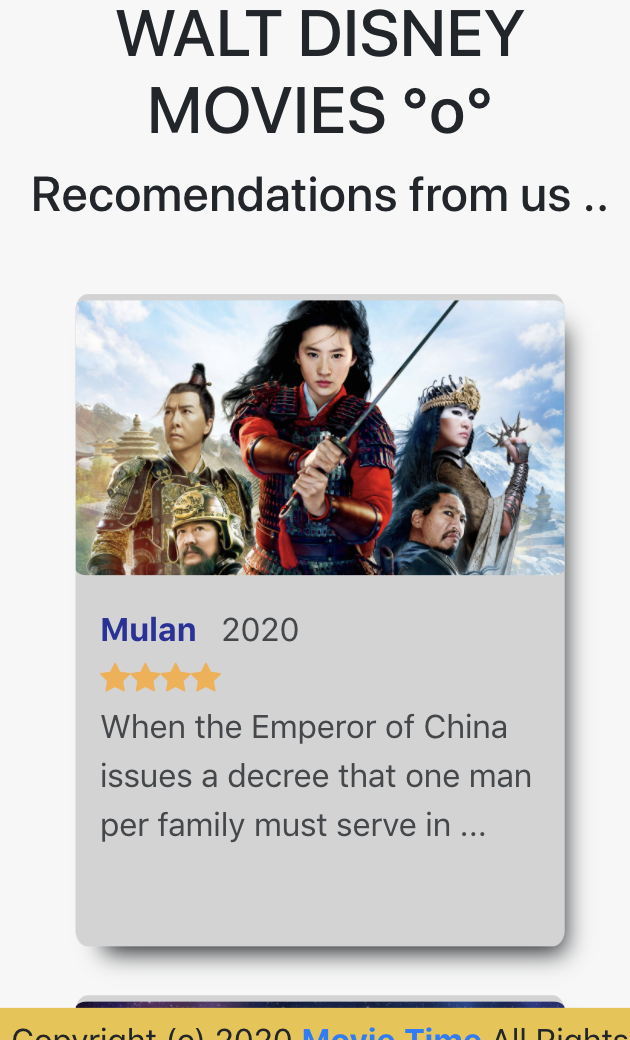 WALT DISNEY
MOVIES °o°
Recomendations from us ..
Mulan 2020
When the Emperor of China
issues a decree that one man
per family must serve in ...
Copyright (c) 2020 Movie Time All Rights